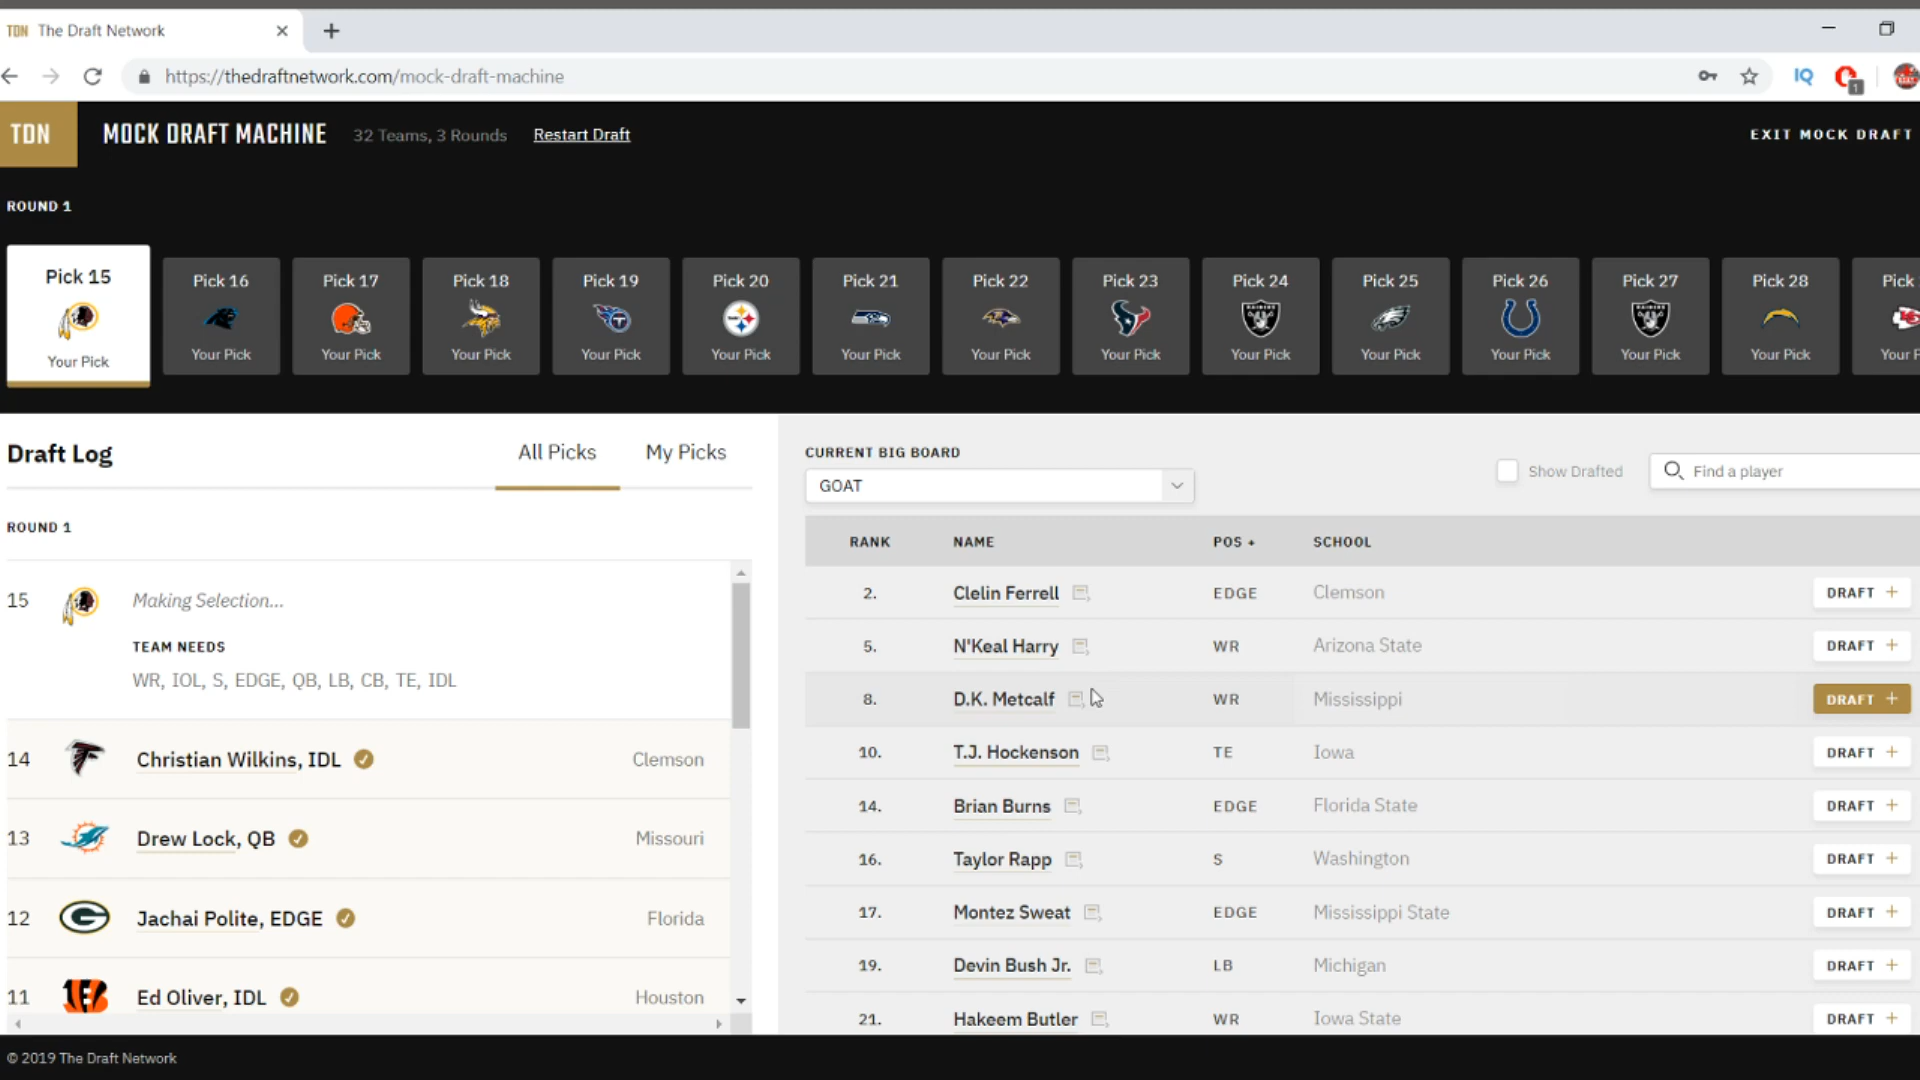 TDN The Draft Network
https://thedraftnetwork.com/mock-draft-machine
IQ
1
TDN MOCK DRAFT MACHINE 32 Teams, 3 Rounds Restart Draft EXIT MOCK DRAFT
ROUND 1
Pick 15 Pick 16 Pick 17 Pick 18 Pick 19 Pick 20 Pick 21 Pick 22 Pick 23 Pick 24 Pick 25 Pick 26 Pick 27 Pick 28 Pick
Your Pick Your Pick Your Pick Your Pick Your Pick Your Pick Your Pick Your Pick Your Pick Your Pick Your Pick Your Pick Your Pick Your Pick Your P
Draft Log All Picks My Picks
ROUND 1
15 Making Selection...
TEAM NEEDS
WR, IOL, S, EDGE, QB, LB, CB, TE, IDL
14 Christian Wilkins, IDL Clemson
13 Drew Lock, QB Missouri
12 Jachai Polite, EDGE Florida
11 Ed Oliver, IDL Houston
CURRENT BIG BOARD
GOAT
Show Drafted
Find a player
RANK NAME POS + SCHOOL
2. Clelin Ferrell EDGE Clemson DRAFT +
5. N'Keal Harry WR Arizona State DRAFT +
8. D.K. Metcalf WR Mississippi DRAFT +
10. T.J. Hockenson TE Iowa DRAFT +
14. Brian Burns EDGE Florida State DRAFT +
16. Taylor Rapp S Washington DRAFT +
17. Montez Sweat EDGE Mississippi State DRAFT +
19. Devin Bush Jr. LB Michigan DRAFT +
21. Hakeem Butler WR Iowa State DRAFT +
© 2019 The Draft Network